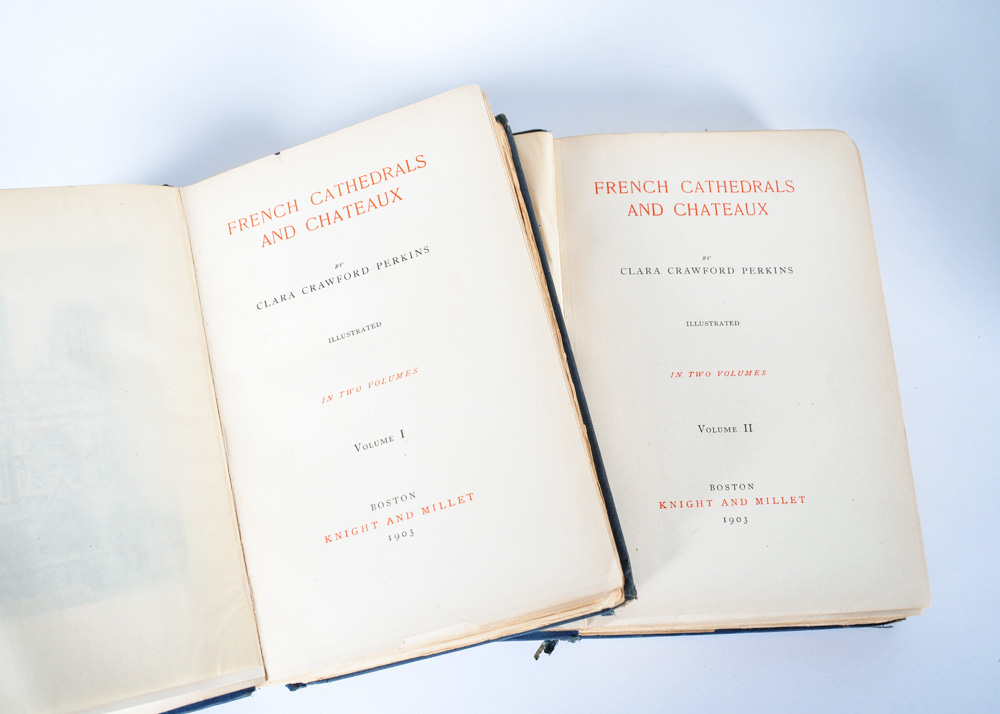 FRENCH CATHEDRALS
AND CHATEAUX
BY
CLARA CRAWFORD PERKINS
ILLUSTRATED
IN TWO VOLUMES
VOLUME I
BOSTON
KNIGHT AND MILLET
1903
FRENCH CATHEDRALS
AND CHATEAUX
BY
CLARA CRAWFORD PERKINS
ILLUSTRATED
IN TWO VOLUMES
VOLUME II
BOSTON
KNIGHT AND MILLET
1903